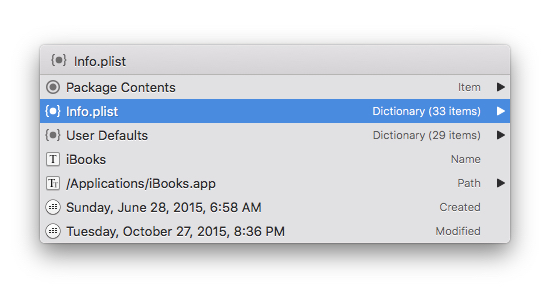 Info.plist
Package Contents Item
Info.plist Dictionary (33 items)
User Defaults Dictionary (29 items)
T iBooks Name
TT /Applications/iBooks.app Path
Sunday, June 28, 2015, 6:58 AM Created
Tuesday, October 27, 2015, 8:36 PM Modified